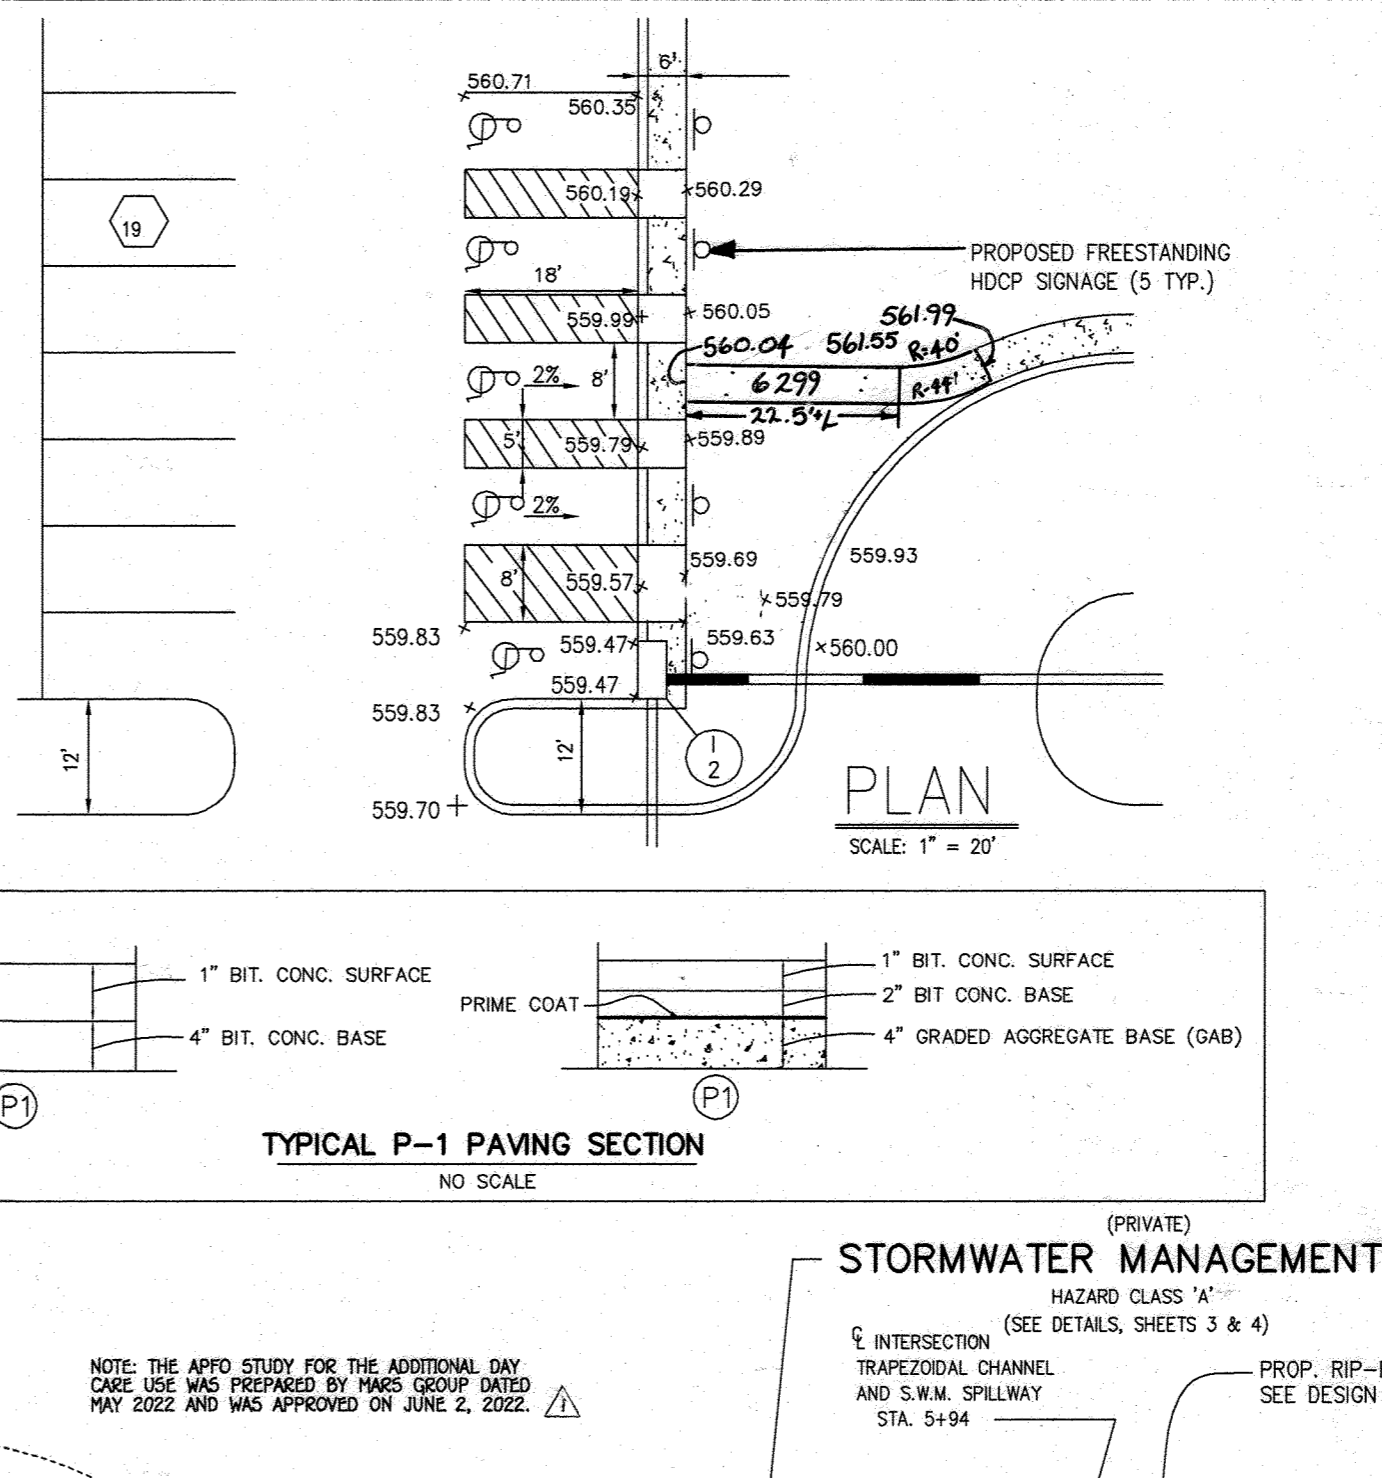 6'
560.71
560.35
560.19
560.29
19
PROPOSED FREESTANDING
HDCP SIGNAGE (5 TYP.)
18'
559.99
560.05
561.99
560.04
561.55
R=40'
2%
8'
6299
R=44'
22.5'±
5'
559.79
559.89
2%
559.69
559.93
8'
559.57
559.79
559.83
559.47
559.63
560.00
559.47
559.83
12'
12'
1
2
559.70
PLAN
SCALE: 1" = 20'
1" BIT. CONC. SURFACE
4" BIT. CONC. BASE
P1
PRIME COAT
1" BIT. CONC. SURFACE
2" BIT CONC. BASE
4" GRADED AGGREGATE BASE (GAB)
P1
TYPICAL P-1 PAVING SECTION
NO SCALE
(PRIVATE)
STORMWATER MANAGEMENT
HAZARD CLASS 'A'
(SEE DETAILS, SHEETS 3 & 4)
℄ INTERSECTION
TRAPEZOIDAL CHANNEL
AND S.W.M. SPILLWAY
STA. 5+94
PROP. RIP-
SEE DESIGN
NOTE: THE APFO STUDY FOR THE ADDITIONAL DAY
CARE USE WAS PREPARED BY MARS GROUP DATED
MAY 2022 AND WAS APPROVED ON JUNE 2, 2022.
1